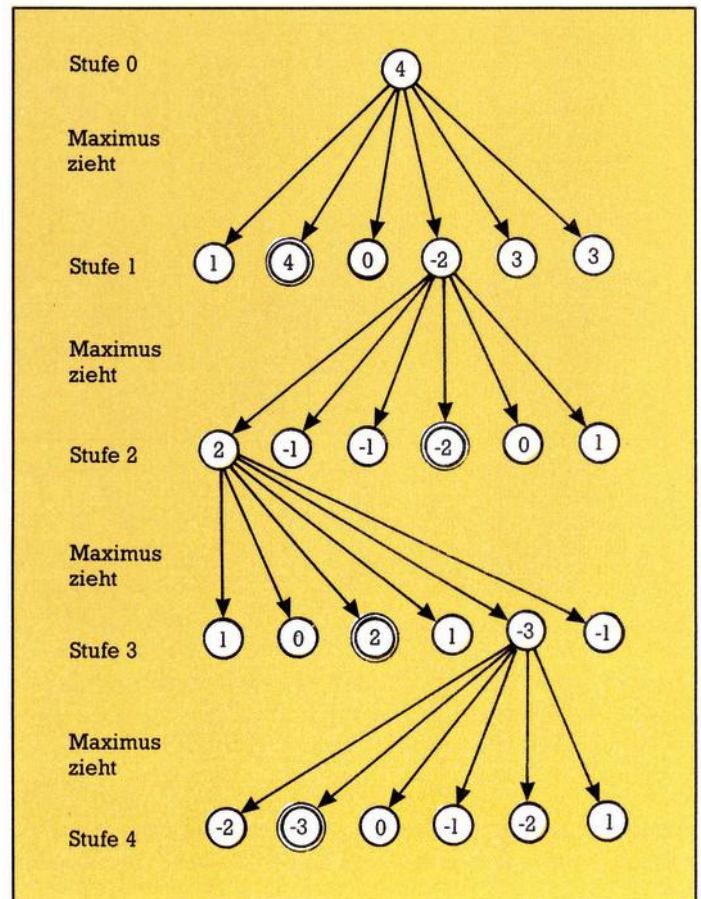 Stufe 0
4
Maximus
zieht
Stufe 1
1 4 0 -2 3 3
Maximus
zieht
Stufe 2
2 -1 -1 -2 0 1
Maximus
zieht
Stufe 3
1 0 2 1 -3 -1
Maximus
zieht
Stufe 4
-2 -3 0 -1 -2 1